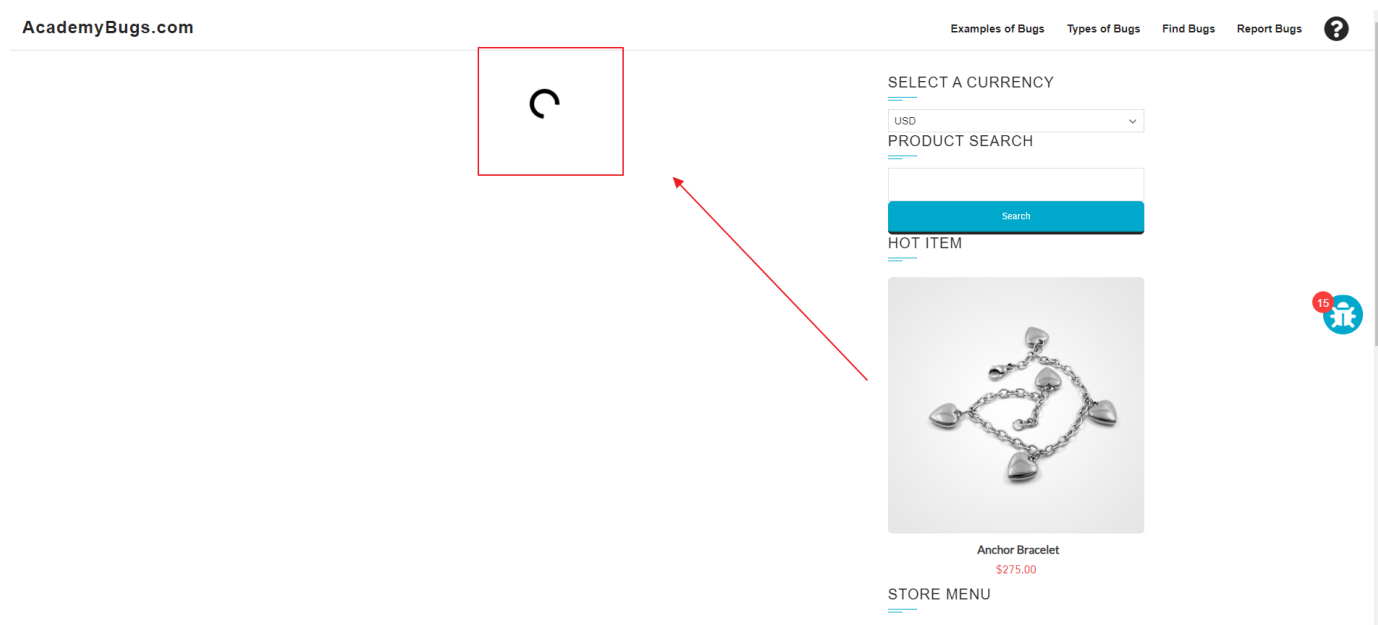 AcademyBugs.com
Examples of Bugs Types of Bugs Find Bugs Report Bugs ?
SELECT A CURRENCY
USD
PRODUCT SEARCH
Search
HOT ITEM
15
Anchor Bracelet
$275.00
STORE MENU